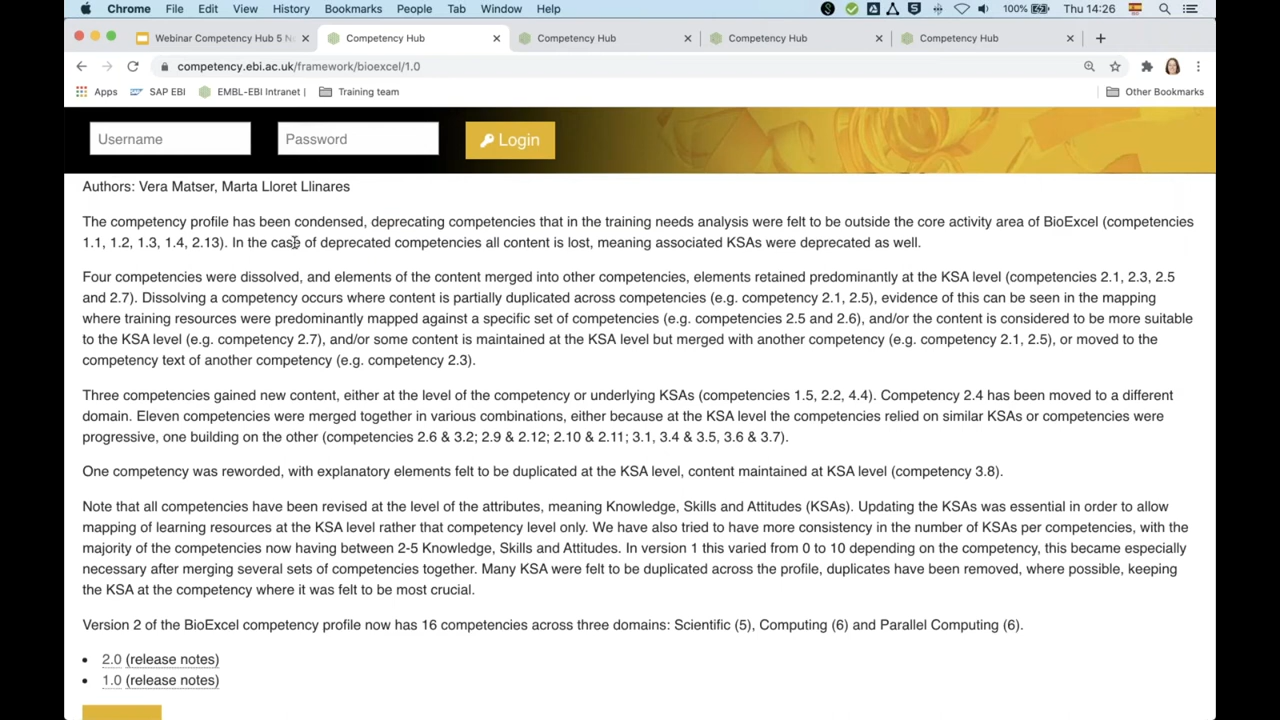 Chrome File Edit View History Bookmarks People Tab Window Help 100% Thu 14:26
Webinar Competency Hub 5 N Competency Hub Competency Hub Competency Hub Competency Hub
competency.ebi.ac.uk/framework/bioexcel/1.0
Apps SAP EBI EMBL-EBI Intranet | Training team Other Bookmarks
Username Password Login
Authors: Vera Matser, Marta Lloret Llinares
The competency profile has been condensed, deprecating competencies that in the training needs analysis were felt to be outside the core activity area of BioExcel (competencies
1.1, 1.2, 1.3, 1.4, 2.13). In the case of deprecated competencies all content is lost, meaning associated KSAs were deprecated as well.
Four competencies were dissolved, and elements of the content merged into other competencies, elements retained predominantly at the KSA level (competencies 2.1, 2.3, 2.5
and 2.7). Dissolving a competency occurs where content is partially duplicated across competencies (e.g. competency 2.1, 2.5), evidence of this can be seen in the mapping
where training resources were predominantly mapped against a specific set of competencies (e.g. competencies 2.5 and 2.6), and/or the content is considered to be more suitable
to the KSA level (e.g. competency 2.7), and/or some content is maintained at the KSA level but merged with another competency (e.g. competency 2.1, 2.5), or moved to the
competency text of another competency (e.g. competency 2.3).
Three competencies gained new content, either at the level of the competency or underlying KSAs (competencies 1.5, 2.2, 4.4). Competency 2.4 has been moved to a different
domain. Eleven competencies were merged together in various combinations, either because at the KSA level the competencies relied on similar KSAs or competencies were
progressive, one building on the other (competencies 2.6 & 3.2; 2.9 & 2.12; 2.10 & 2.11; 3.1, 3.4 & 3.5, 3.6 & 3.7).
One competency was reworded, with explanatory elements felt to be duplicated at the KSA level, content maintained at KSA level (competency 3.8).
Note that all competencies have been revised at the level of the attributes, meaning Knowledge, Skills and Attitudes (KSAs). Updating the KSAs was essential in order to allow
mapping of learning resources at the KSA level rather that competency level only. We have also tried to have more consistency in the number of KSAs per competencies, with the
majority of the competencies now having between 2-5 Knowledge, Skills and Attitudes. In version 1 this varied from 0 to 10 depending on the competency, this became especially
necessary after merging several sets of competencies together. Many KSA were felt to be duplicated across the profile, duplicates have been removed, where possible, keeping
the KSA at the competency where it was felt to be most crucial.
Version 2 of the BioExcel competency profile now has 16 competencies across three domains: Scientific (5), Computing (6) and Parallel Computing (6).
• 2.0 (release notes)
• 1.0 (release notes)